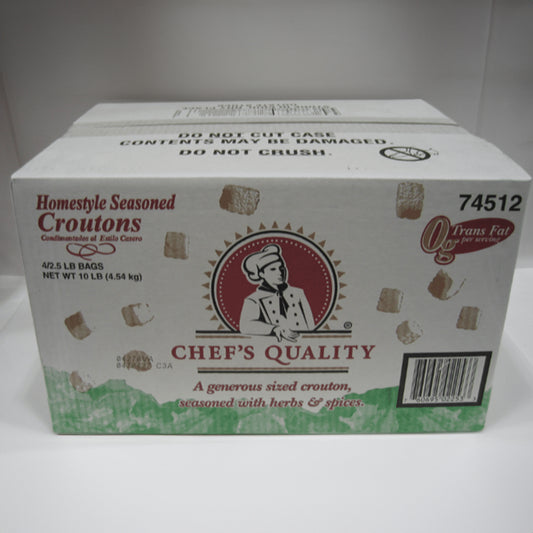 DO NOT CUT CASE
CONTENTS MAY BE DAMAGED.
DO NOT CRUSH.
Homestyle Seasoned
Croutons
Condimentados al Estilo Casero
4/2.5 LB BAGS
NET WT 10 LB (4.54 kg)
74512
0g Trans Fat
per serving
®
CHEF'S QUALITY
A generous sized crouton,
seasoned with herbs & spices.
C3A